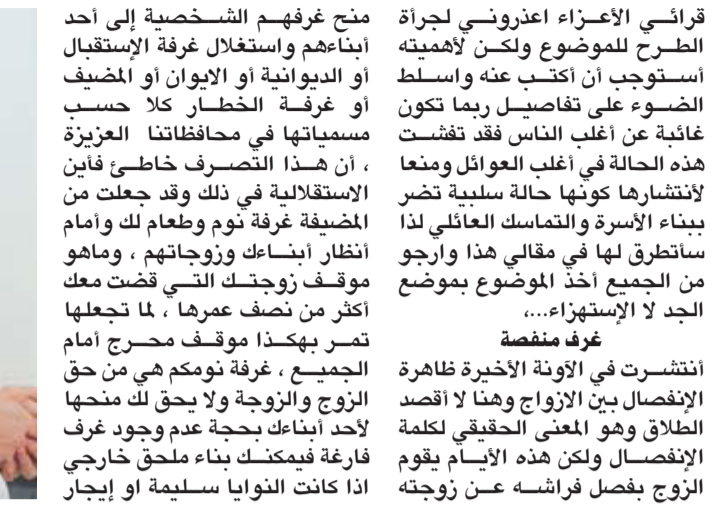 قرائي الأعزاء اعذروني لجرأة
الطرح للموضوع ولكن لأهميته
أستوجب أن أكتب عنه واسلط
الضوء على تفاصيل ربما تكون
غائبة عن أغلب الناس فقد تفشت
هذه الحالة في أغلب العوائل ومنعا
لأنتشارها كونها حالة سلبية تضر
ببناء الأسرة والتماسك العائلي لذا
سأتطرق لها في مقالي هذا وارجو
من الجميع أخذ الموضوع بموضع
الجد لا الإستهزاء...،
غرف منفصة
أنتشرت في الآونة الأخيرة ظاهرة
الإنفصال بين الازواج وهنا لا أقصد
الطلاق وهو المعنى الحقيقي لكلمة
الإنفصال ولكن هذه الأيام يقوم
الزوج بفصل فراشه عن زوجته
منح غرفهم الشخصية إلى أحد
أبناءهم واستغلال غرفة الإستقبال
أو الديوانية أو الايوان أو المضيف
أو غرفة الخطار كلا حسب
مسمياتها في محافظاتنا العزيزة
، أن هذا التصرف خاطئ فأين
الاستقلالية في ذلك وقد جعلت من
المضيفة غرفة نوم وطعام لك وأمام
أنظار أبناءك وزوجاتهم ، وماهو
موقف زوجتك التي قضت معك
أكثر من نصف عمرها ، لما تجعلها
تمر بهكذا موقف محرج أمام
الجميع ، غرفة نومكم هي من حق
الزوج والزوجة ولا يحق لك منحها
لأحد أبناءك بحجة عدم وجود غرف
فارغة فيمكنك بناء ملحق خارجي
اذا كانت النوايا سليمة او إيجار